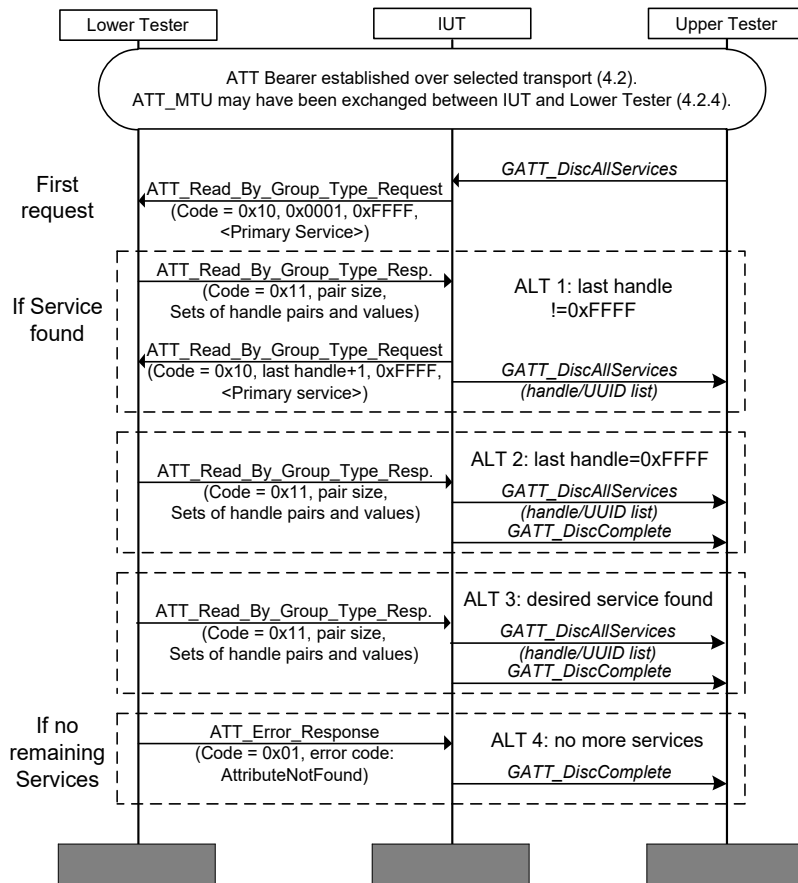 Lower Tester
IUT
Upper Tester
ATT Bearer established over selected transport (4.2).
ATT_MTU may have been exchanged between IUT and Lower Tester (4.2.4).
First
request
GATT_DiscAllServices
ATT_Read_By_Group_Type_Request
(Code = 0x10, 0x0001, 0xFFFF,
<Primary Service>)
If Service
found
ATT_Read_By_Group_Type_Resp.
(Code = 0x11, pair size,
Sets of handle pairs and values)
ALT 1: last handle
!=0xFFFF
ATT_Read_By_Group_Type_Request
(Code = 0x10, last handle+1, 0xFFFF,
<Primary service>)
GATT_DiscAllServices
(handle/UUID list)
ALT 2: last handle=0xFFFF
ATT_Read_By_Group_Type_Resp.
(Code = 0x11, pair size,
Sets of handle pairs and values)
GATT_DiscAllServices
(handle/UUID list)
GATT_DiscComplete
ALT 3: desired service found
ATT_Read_By_Group_Type_Resp.
(Code = 0x11, pair size,
Sets of handle pairs and values)
GATT_DiscAllServices
(handle/UUID list)
GATT_DiscComplete
If no
remaining
Services
ATT_Error_Response
(Code = 0x01, error code:
AttributeNotFound)
ALT 4: no more services
GATT_DiscComplete